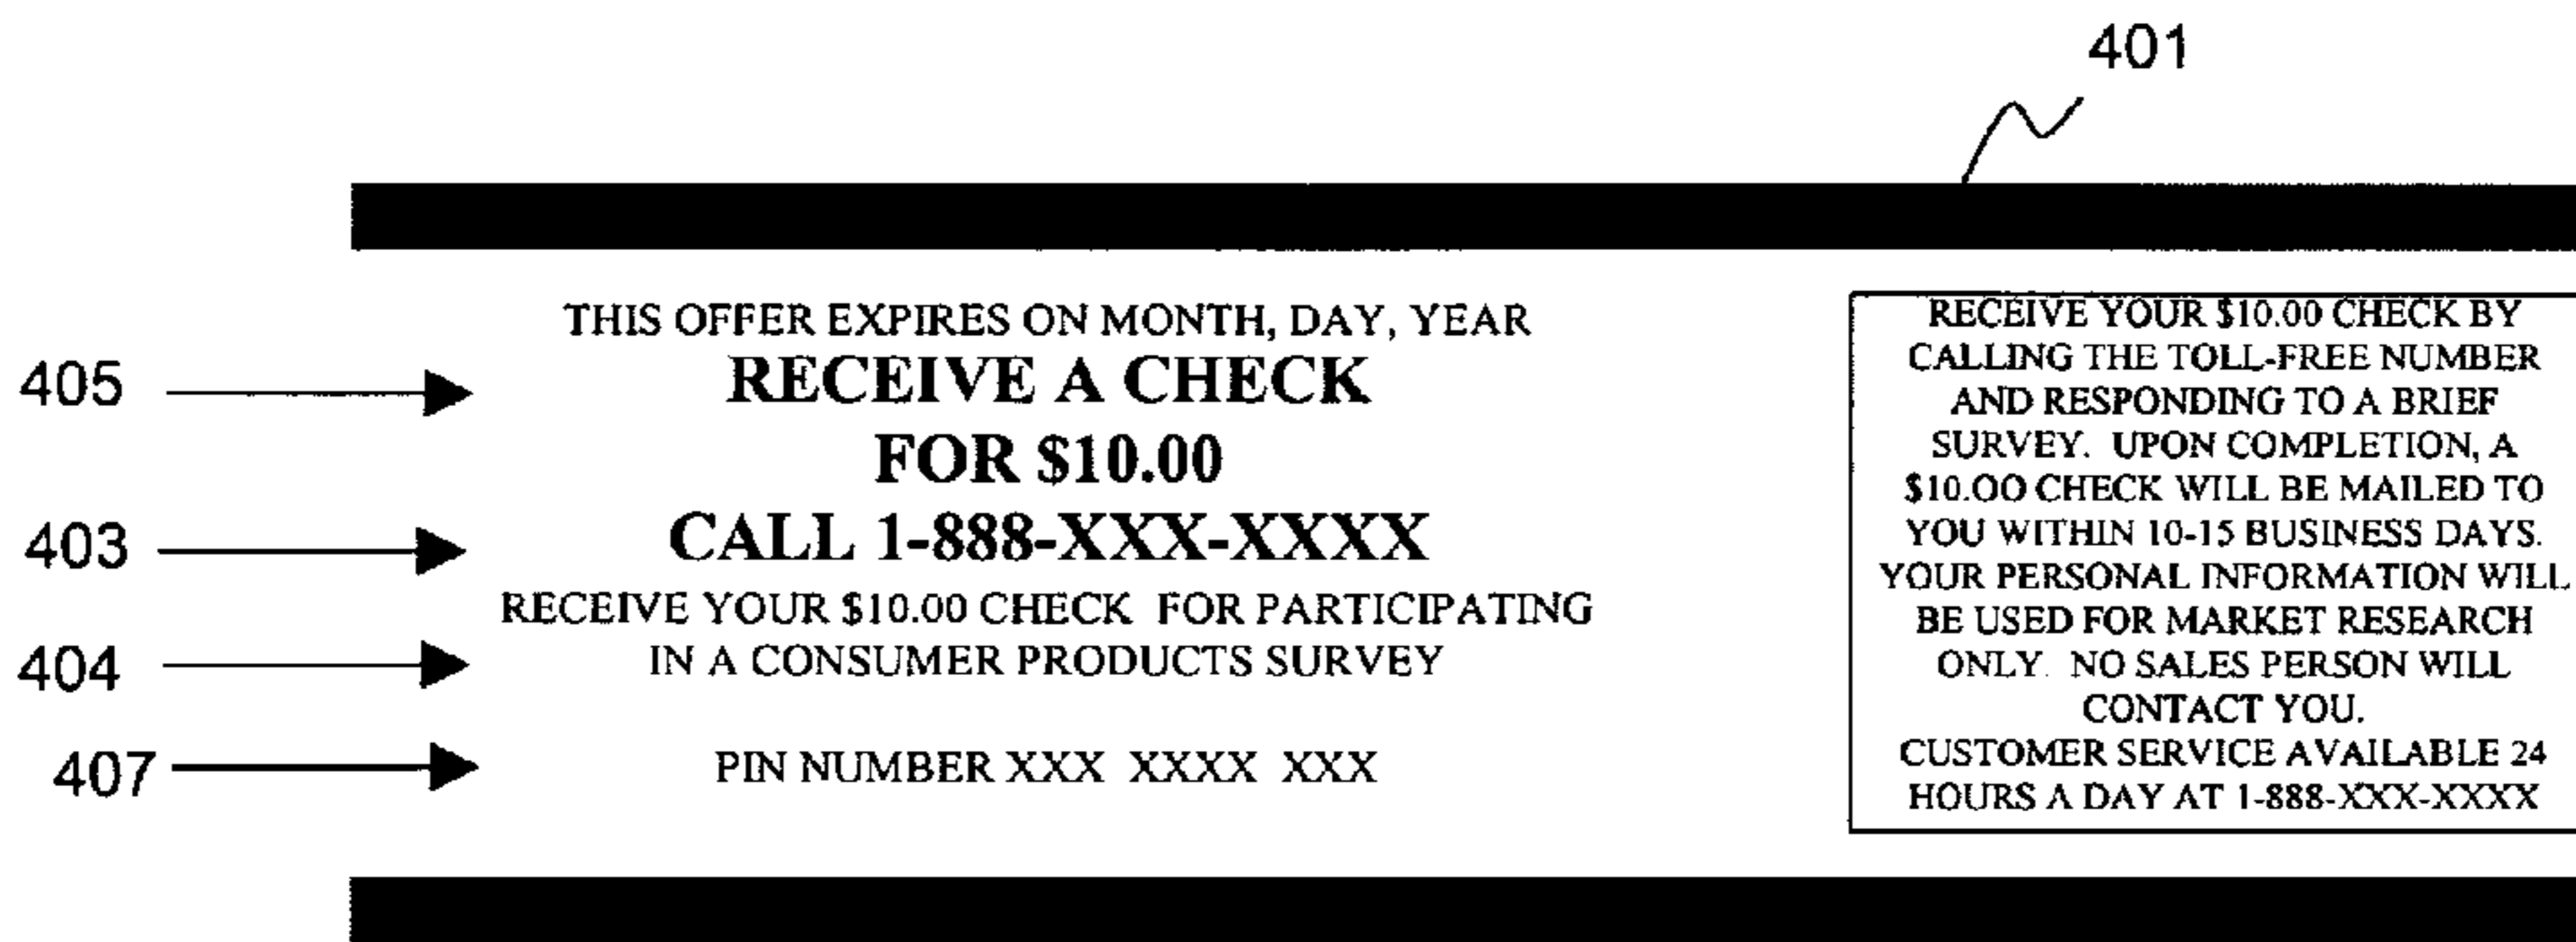 401
THIS OFFER EXPIRES ON MONTH, DAY, YEAR
405
RECEIVE A CHECK
FOR $10.00
403
CALL 1-888-XXX-XXXX
RECEIVE YOUR $10.00 CHECK FOR PARTICIPATING
404
IN A CONSUMER PRODUCTS SURVEY
407
PIN NUMBER XXX XXXX XXX
RECEIVE YOUR $10.00 CHECK BY
CALLING THE TOLL-FREE NUMBER
AND RESPONDING TO A BRIEF
SURVEY. UPON COMPLETION, A
$10.OO CHECK WILL BE MAILED TO
YOU WITHIN 10-15 BUSINESS DAYS.
YOUR PERSONAL INFORMATION WILL
BE USED FOR MARKET RESEARCH
ONLY. NO SALES PERSON WILL
CONTACT YOU.
CUSTOMER SERVICE AVAILABLE 24
HOURS A DAY AT 1-888-XXX-XXXX